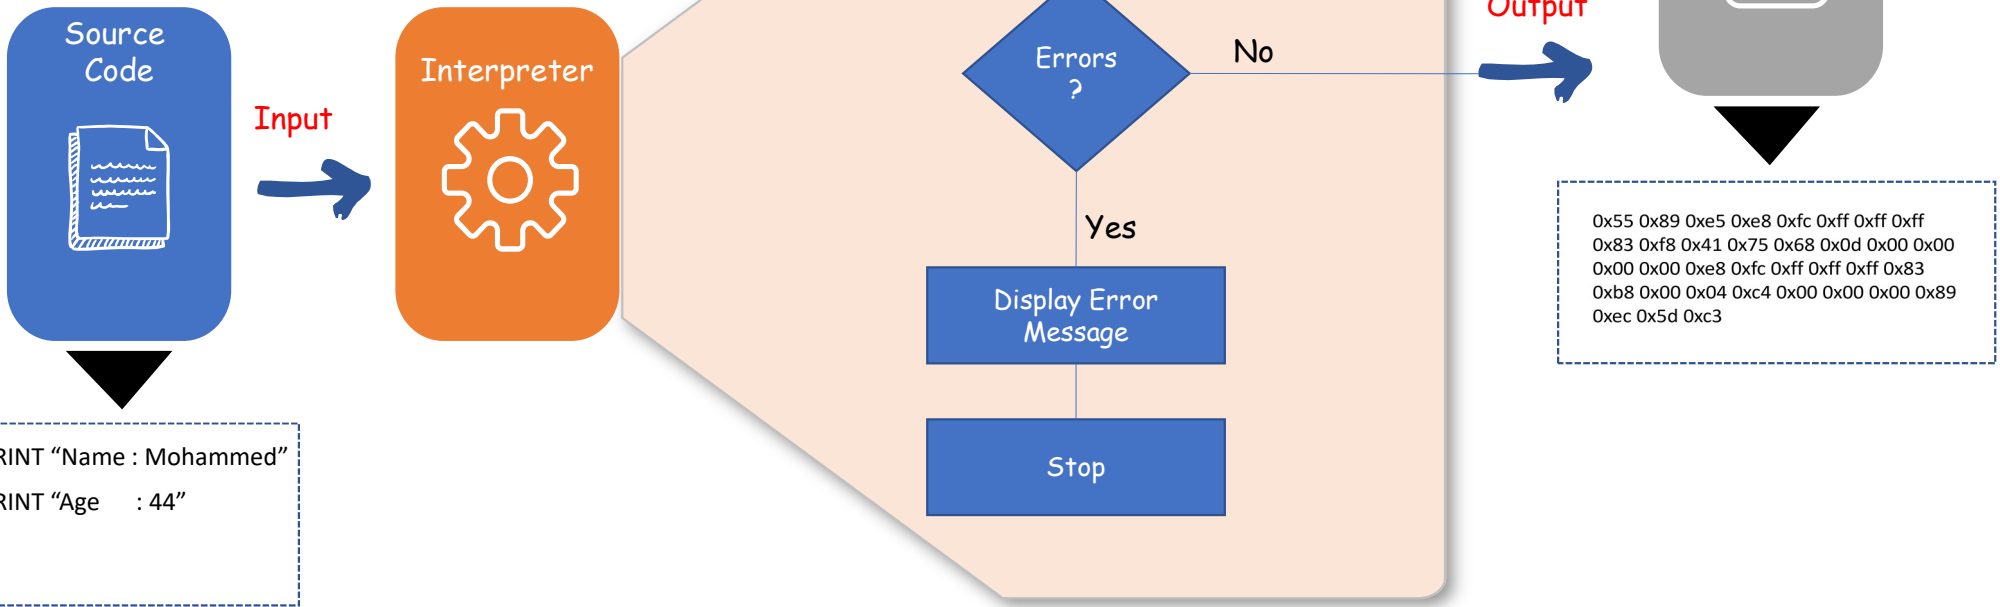 Source
Code
Input
Interpreter
Errors
?
No
Yes
Display Error
Message
Stop
Output
0x55 0x89 0xe5 0xe8 0xfc 0xff 0xff 0xff
0x83 0xf8 0x41 0x75 0x68 0x0d 0x00 0x00
0x00 0x00 0xe8 0xfc 0xff 0xff 0xff 0x83
0xb8 0x00 0x04 0xc4 0x00 0x00 0x00 0x89
0xec 0x5d 0xc3
RINT “Name : Mohammed”
RINT “Age : 44”